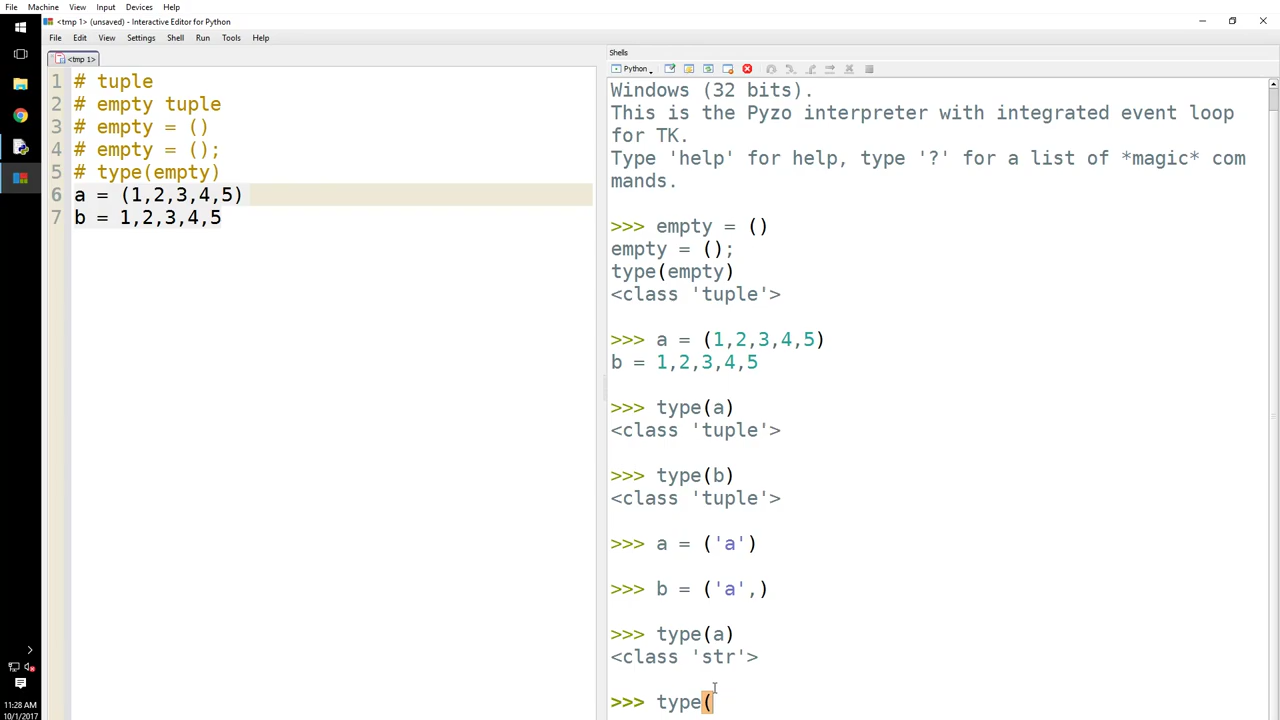 File Machine View Input Devices Help
<tmp 1> (unsaved) - Interactive Editor for Python
File Edit View Settings Shell Run Tools Help
<tmp 1>
1 # tuple
2 # empty tuple
3 # empty = ()
4 # empty = ();
5 # type(empty)
6 a = (1,2,3,4,5)
7 b = 1,2,3,4,5
Shells
Python
Windows (32 bits).
This is the Pyzo interpreter with integrated event loop
for TK.
Type 'help' for help, type '?' for a list of *magic* com
mands.
>>> empty = ()
empty = ();
type(empty)
<class 'tuple'>
>>> a = (1,2,3,4,5)
b = 1,2,3,4,5
>>> type(a)
<class 'tuple'>
>>> type(b)
<class 'tuple'>
>>> a = ('a')
>>> b = ('a',)
>>> type(a)
<class 'str'>
>>> type(
11:28 AM
10/1/2017